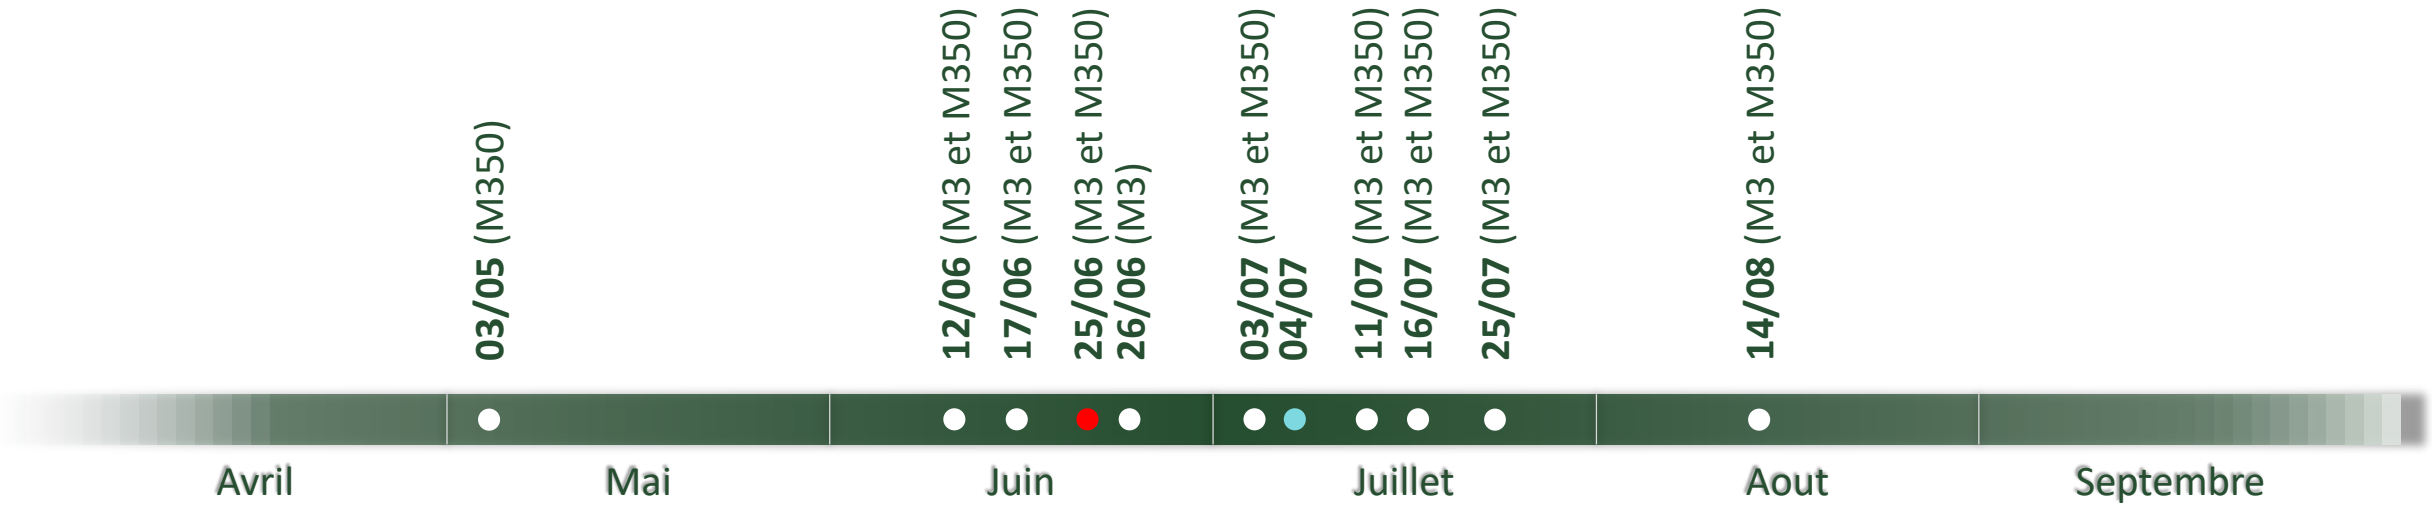 03/05 (M350)
12/06 (M3 et M350)
17/06 (M3 et M350)
25/06 (M3 et M350)
26/06 (M3)
03/07 (M3 et M350)
04/07
11/07 (M3 et M350)
16/07 (M3 et M350)
25/07 (M3 et M350)
14/08 (M3 et M350)
Avril
Mai
Juin
Juillet
Aout
Septembre